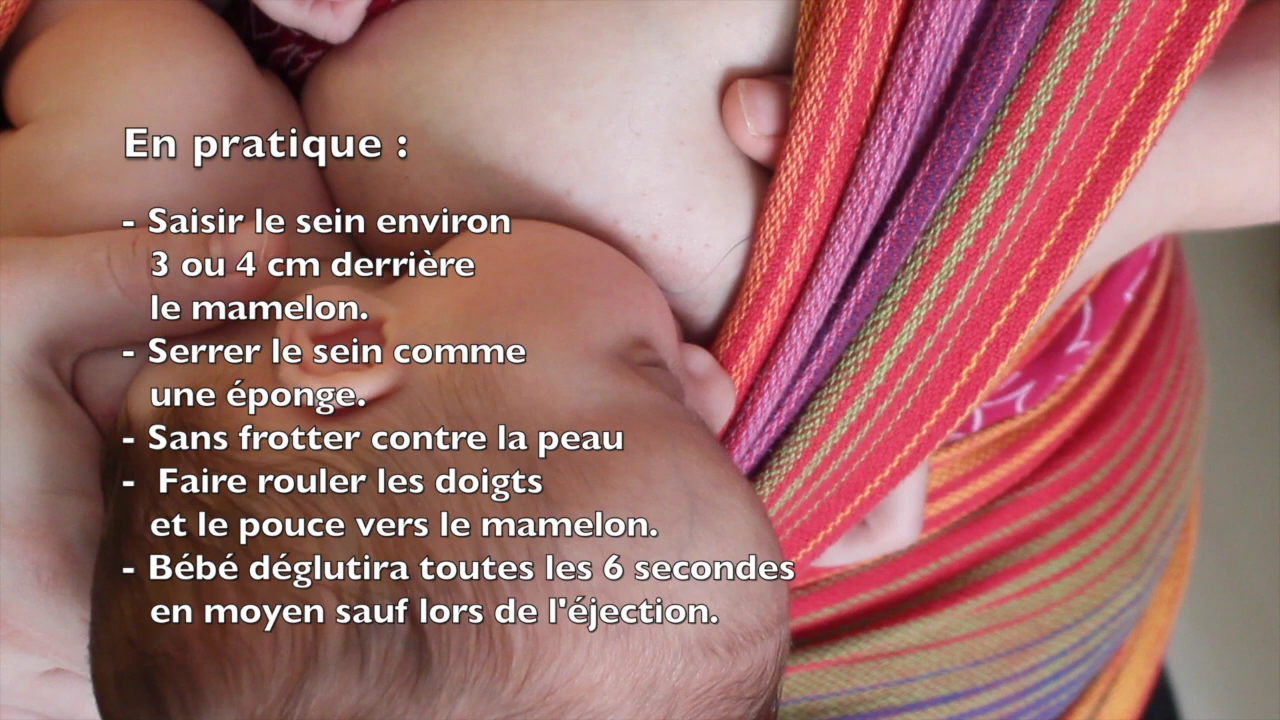 En pratique :
- Saisir le sein environ
3 ou 4 cm derrière
le mamelon.
- Serrer le sein comme
une éponge.
- Sans frotter contre la peau
- Faire rouler les doigts
et le pouce vers le mamelon.
- Bébé déglutira toutes les 6 secondes
en moyen sauf lors de l'éjection.